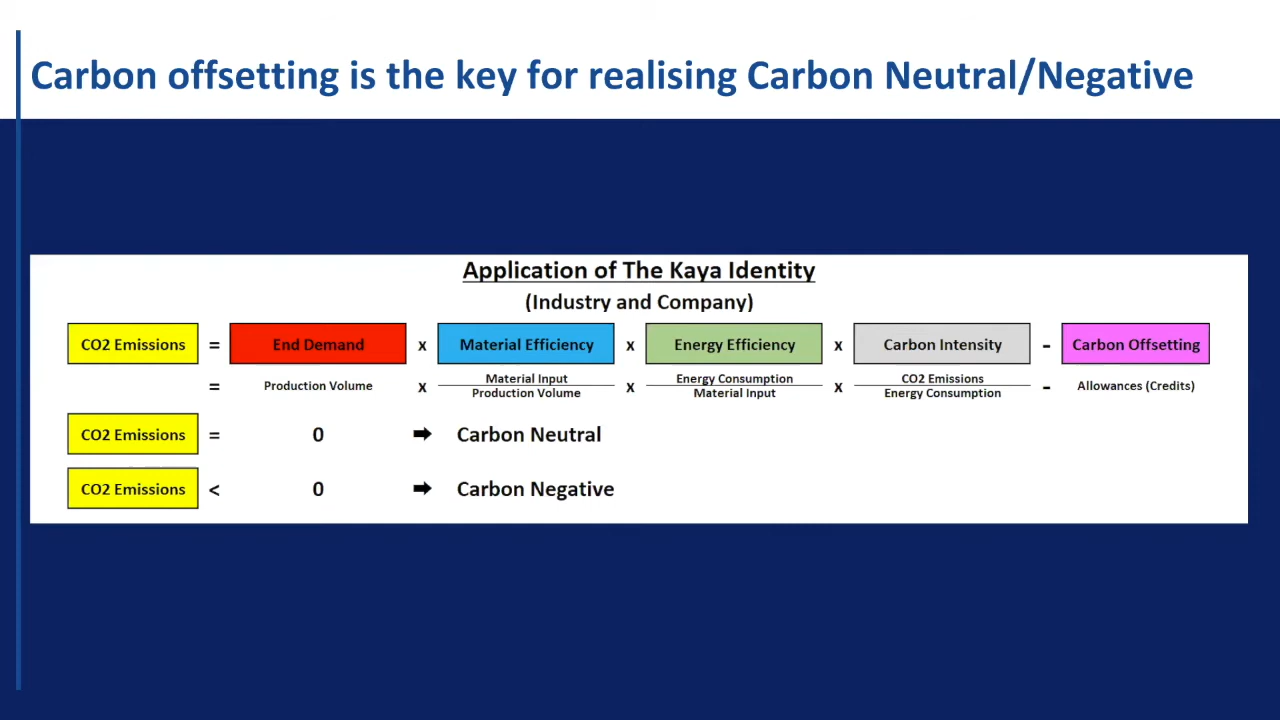 Carbon offsetting is the key for realising Carbon Neutral/Negative
Application of The Kaya Identity
(Industry and Company)
CO2 Emissions = End Demand x Material Efficiency x Energy Efficiency x Carbon Intensity - Carbon Offsetting
= Production Volume x Material Input / Production Volume x Energy Consumption / Material Input x CO2 Emissions / Energy Consumption - Allowances (Credits)
CO2 Emissions = 0 ➡ Carbon Neutral
CO2 Emissions < 0 ➡ Carbon Negative